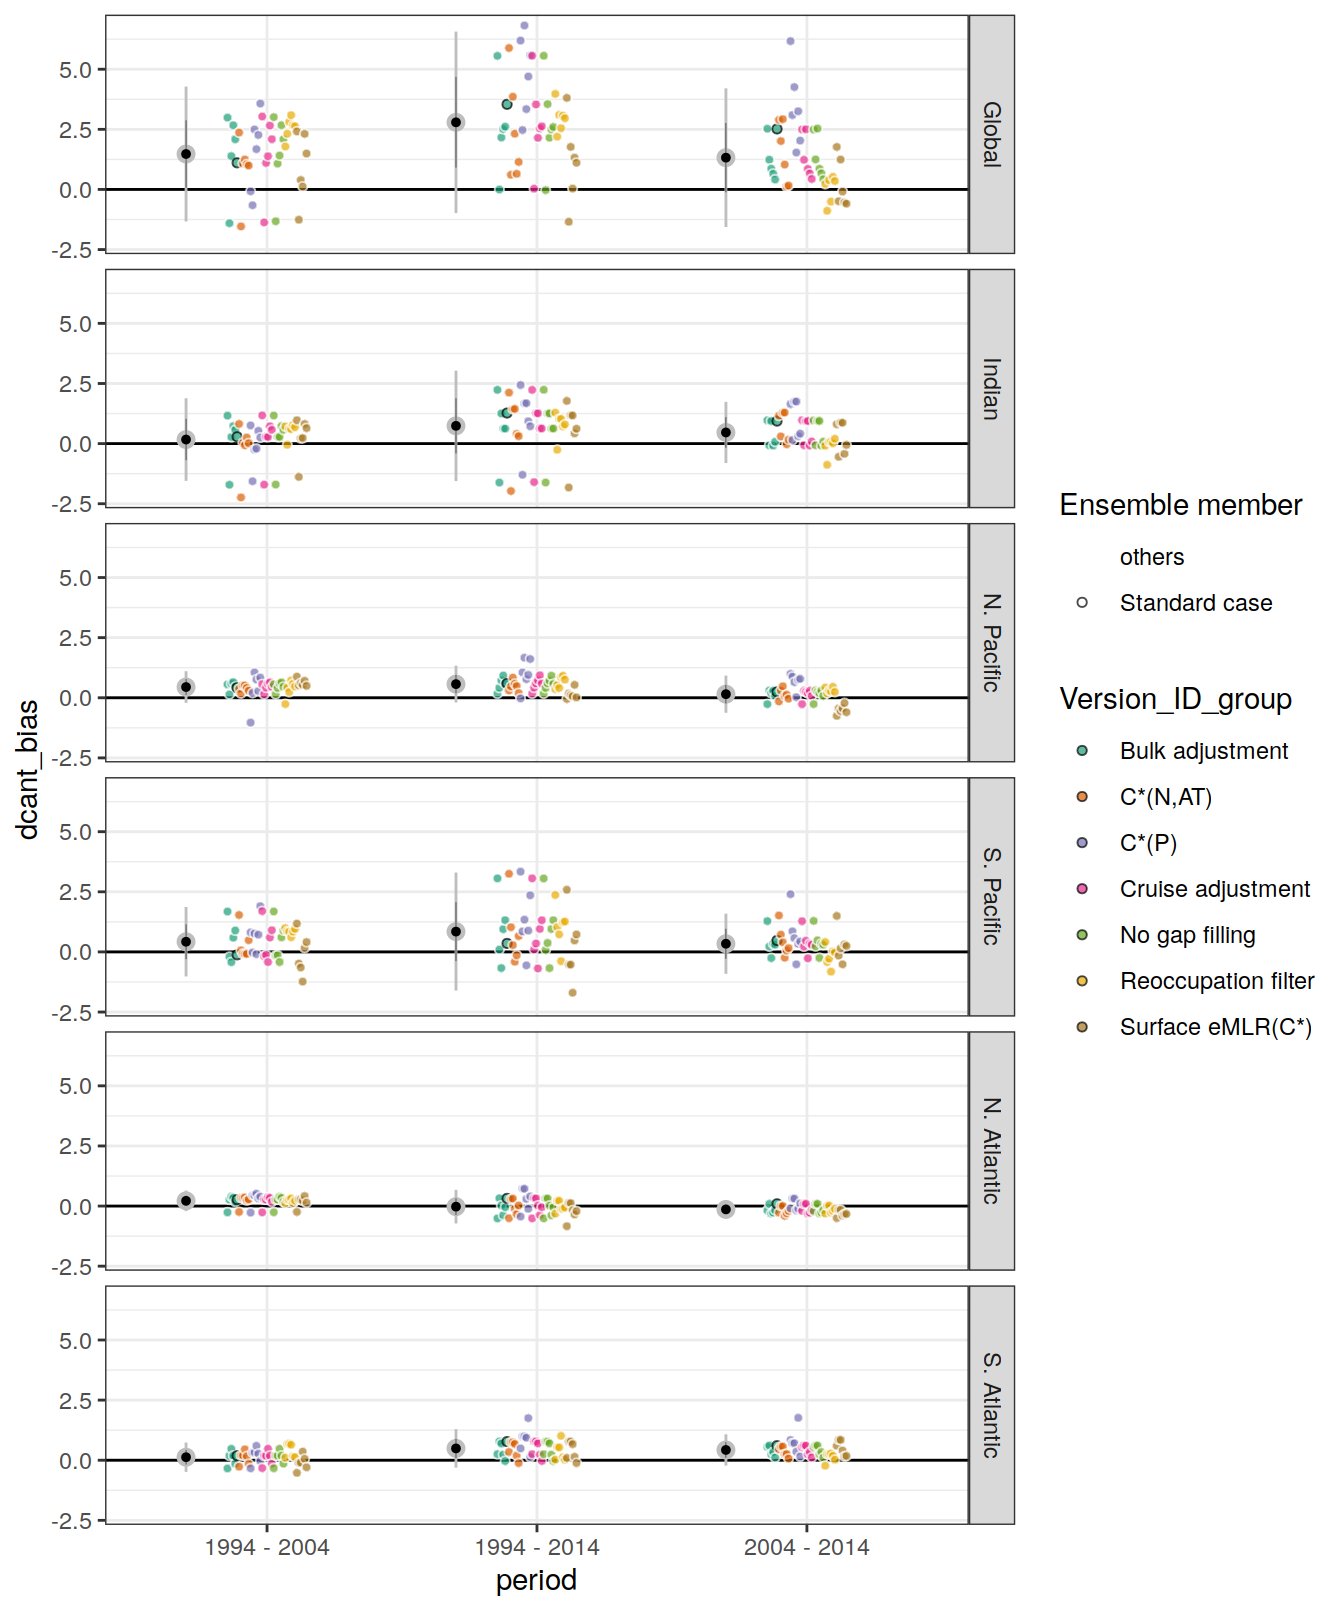 5.0
2.5
0.0
-2.5
Global
5.0
2.5
0.0
-2.5
Indian
5.0
2.5
0.0
-2.5
N. Pacific
5.0
2.5
0.0
-2.5
S. Pacific
5.0
2.5
0.0
-2.5
N. Atlantic
5.0
2.5
0.0
-2.5
S. Atlantic
dcant_bias
1994 - 2004
1994 - 2014
2004 - 2014
period
Ensemble member
others
Standard case
Version_ID_group
Bulk adjustment
C*(N,AT)
C*(P)
Cruise adjustment
No gap filling
Reoccupation filter
Surface eMLR(C*)